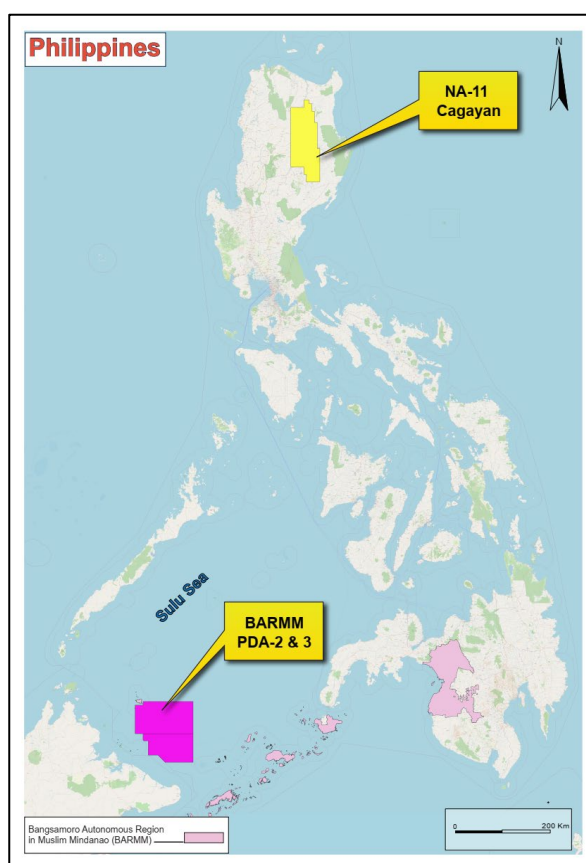 Philippines
N
NA-11
Cagayan
Sulu Sea
BARMM
PDA-2 & 3
Bangsamoro Autonomous Region
in Muslim Mindanao (BARMM)
0
200 Km